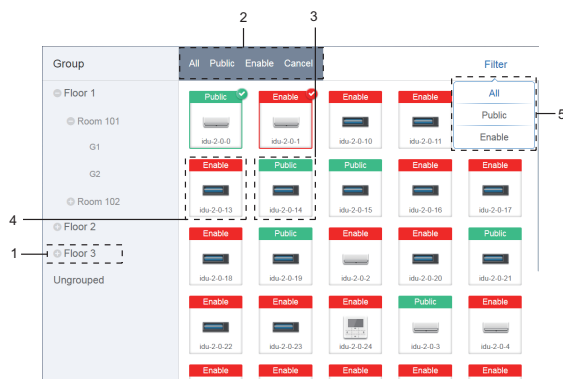 2
3
Group
All Public Enable Cancel
Filter
Floor 1
Room 101
G1
G2
Room 102
Floor 2
Floor 3
Ungrouped
Public
Enable
Enable
Enable
idu-2-0-0
idu-2-0-1
idu-2-0-10
idu-2-0-11
All
Public
Enable
5
Enable
Public
Public
Enable
Enable
idu-2-0-13
idu-2-0-14
idu-2-0-15
idu-2-0-16
idu-2-0-17
4
1
Enable
Public
Enable
Enable
Public
idu-2-0-18
idu-2-0-19
idu-2-0-2
idu-2-0-20
idu-2-0-21
Enable
Enable
Enable
Public
Enable
idu-2-0-22
idu-2-0-23
idu-2-0-24
idu-2-0-3
idu-2-0-4
Enable
Enable
Enable
Enable
Enable